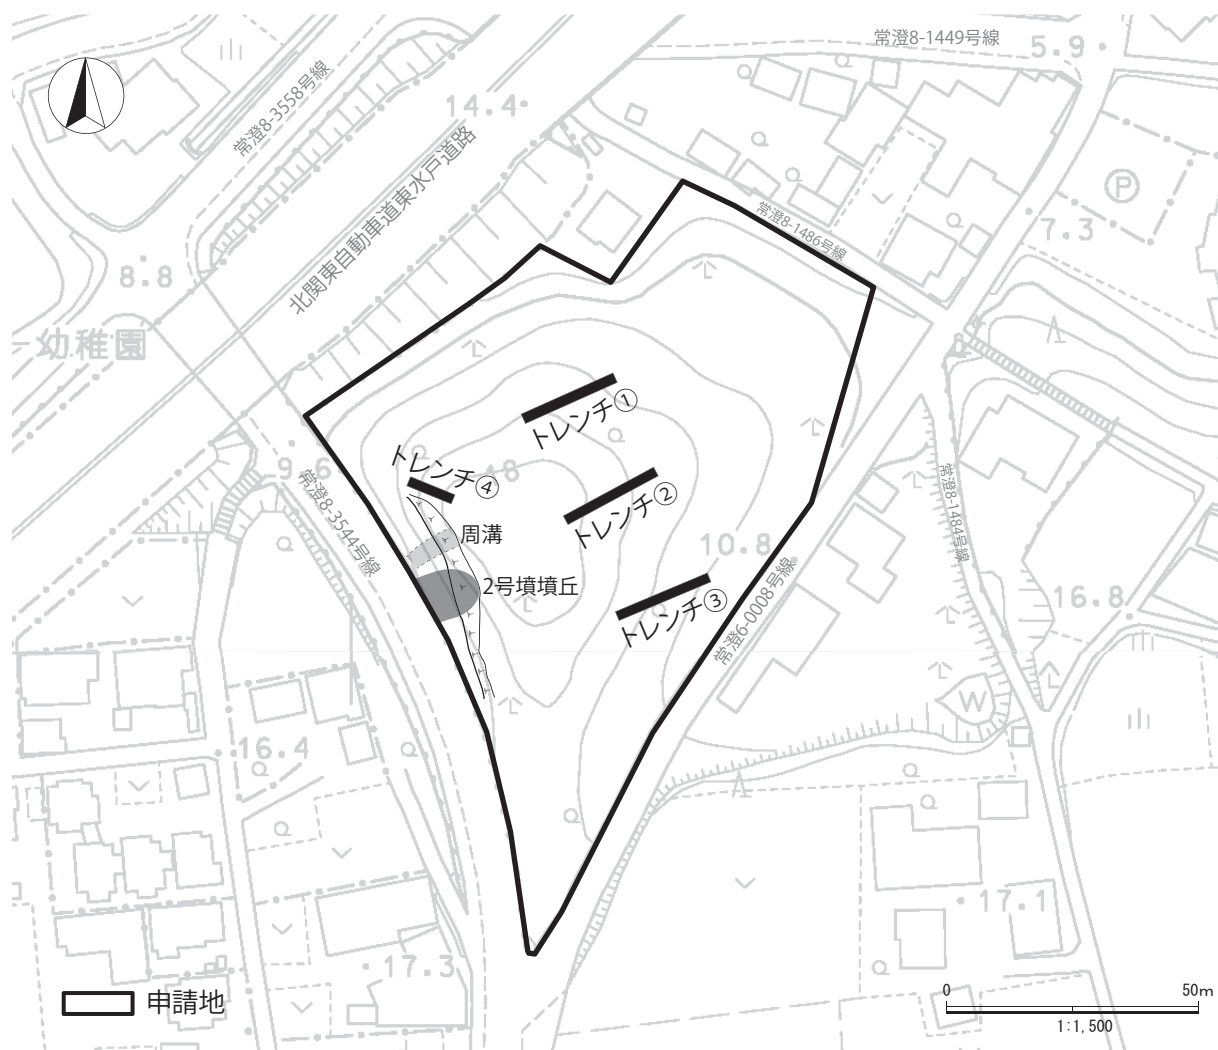 常澄8-1449号線
5.9
常澄8-3558号線
14.4
北関東自動車道東水戸道路
P
常澄8-1486号線
7.3
8.8
幼稚園
トレンチ①
9.6
トレンチ④
18
トレンチ②
常澄8-3544号線
常澄8-1484号線
周溝
10.8
2号墳墳丘
トレンチ③
16.8
常澄6-0008号線
W
16.4
17.1
17.3
申請地
0
50m
1:1,500